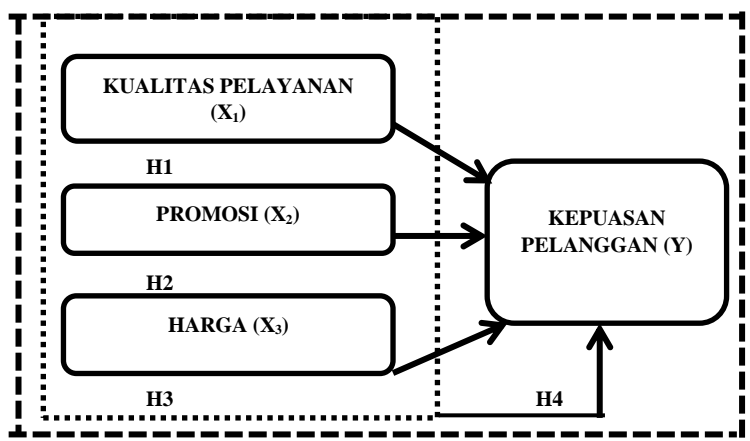 KUALITAS PELAYANAN
(X₁)
H1
PROMOSI (X₂)
H2
HARGA (X₃)
H3
KEPUASAN
PELANGGAN (Y)
H4